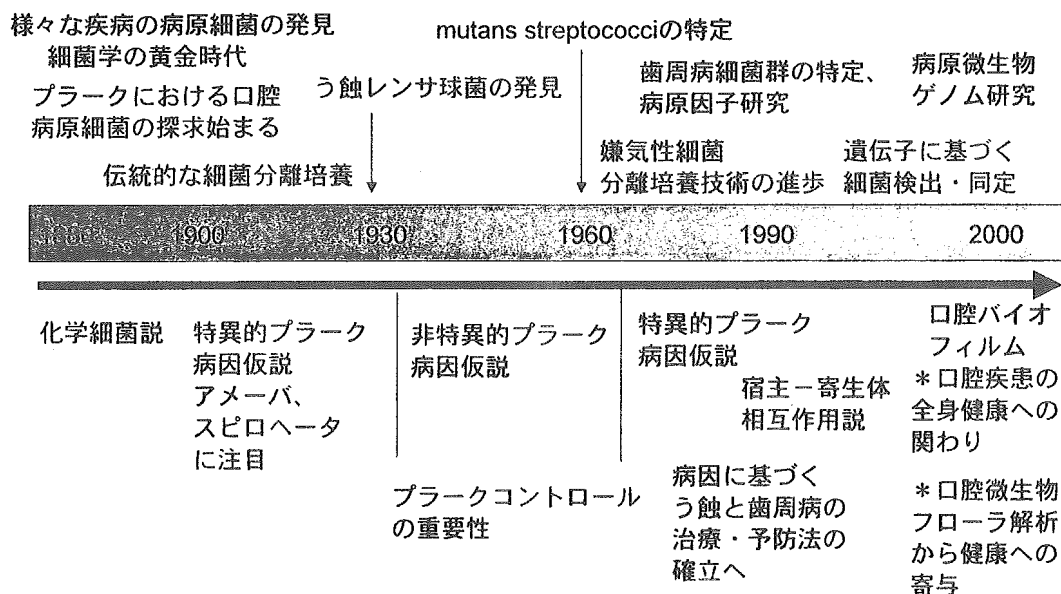 様々な疾病の病原細菌の発見
細菌学の黄金時代
プラークにおける口腔
病原細菌の探求始まる
伝統的な細菌分離培養
う蝕レンサ球菌の発見
mutans streptococciの特定
歯周病細菌群の特定、
病原因子研究
嫌気性細菌
分離培養技術の進歩
病原微生物
ゲノム研究
遺伝子に基づく
細菌検出・同定
1900
1930
1960
1990
2000
化学細菌説
特異的プラーク
病因仮説
アメーバ、
スピロヘータ
に注目
非特異的プラーク
病因仮説
プラークコントロール
の重要性
特異的プラーク
病因仮説
宿主－寄生体
相互作用説
病因に基づく
う蝕と歯周病の
治療・予防法の
確立へ
口腔バイオ
フィルム
＊口腔疾患の
全身健康への
関わり
＊口腔微生物
フローラ解析
から健康への
寄与